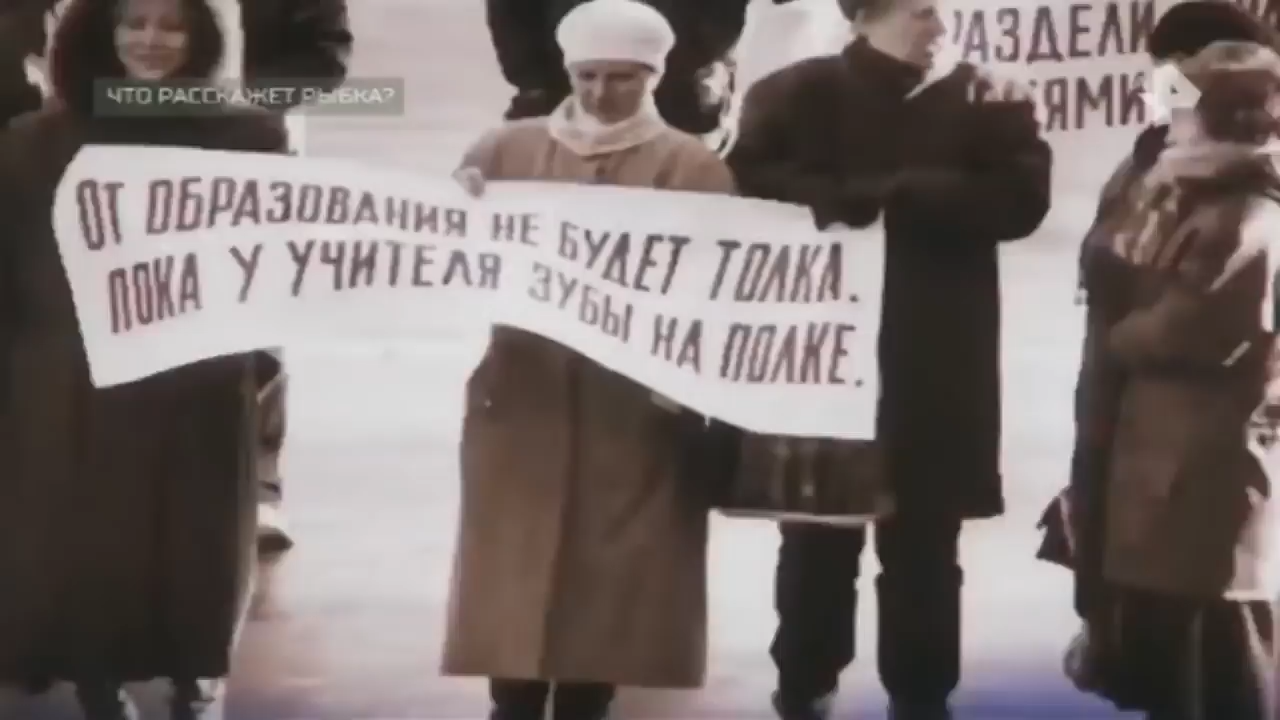 ЧТО РАССКАЖЕТ РЫБКА?
РАЗДЕЛИ
ОТ ОБРАЗОВАНИЯ НЕ БУДЕТ ТОЛКА.
ПОКА У УЧИТЕЛЯ ЗУБЫ НА ПОЛКЕ.